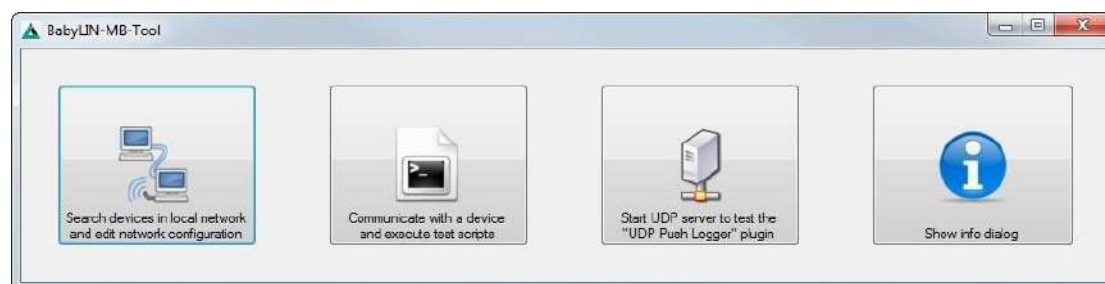 BabyLIN-MB-Tool
Search devices in local network
and edit network configuration
Communicate with a device
and execute test scripts
Start UDP server to test the
"UDP Push Logger" plugin
Show info dialog